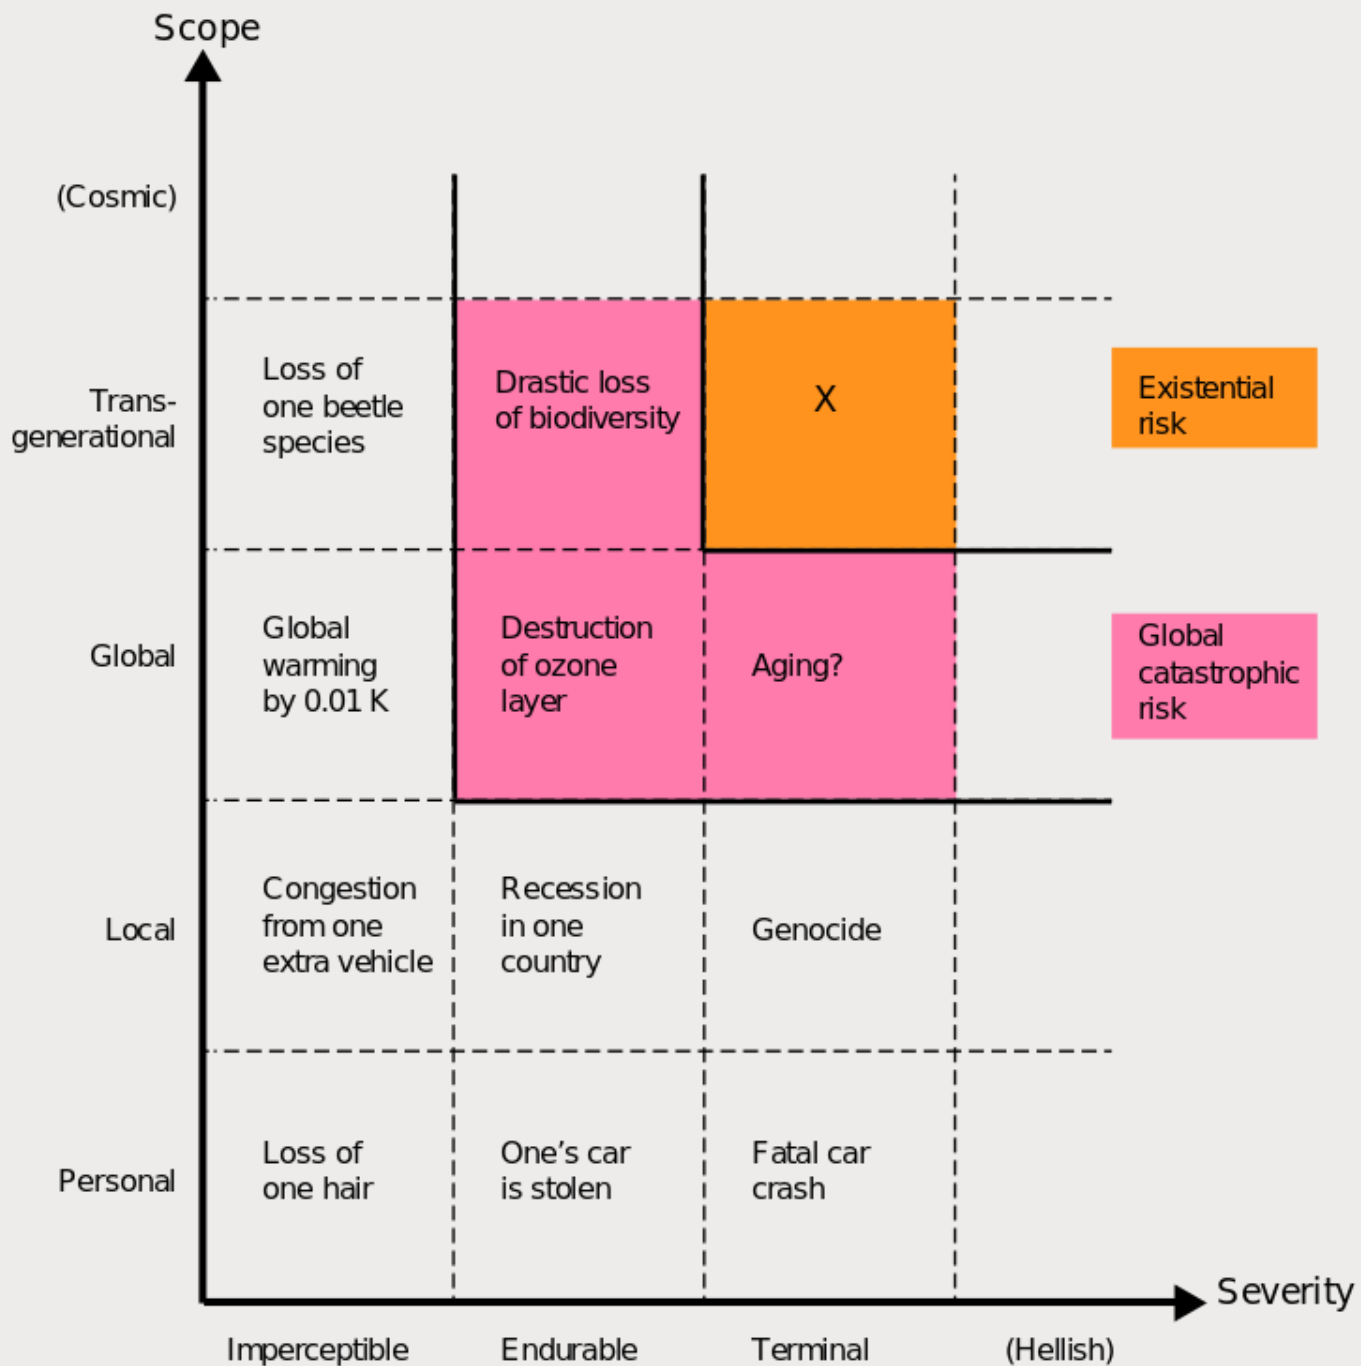 Scope
(Cosmic)
Trans-
generational
Loss of
one beetle
species
Drastic loss
of biodiversity
X
Existential
risk
Global
Global
warming
by 0.01 K
Destruction
of ozone
layer
Aging?
Global
catastrophic
risk
Local
Congestion
from one
extra vehicle
Recession
in one
country
Genocide
Personal
Loss of
one hair
One’s car
is stolen
Fatal car
crash
Severity
Imperceptible
Endurable
Terminal
(Hellish)